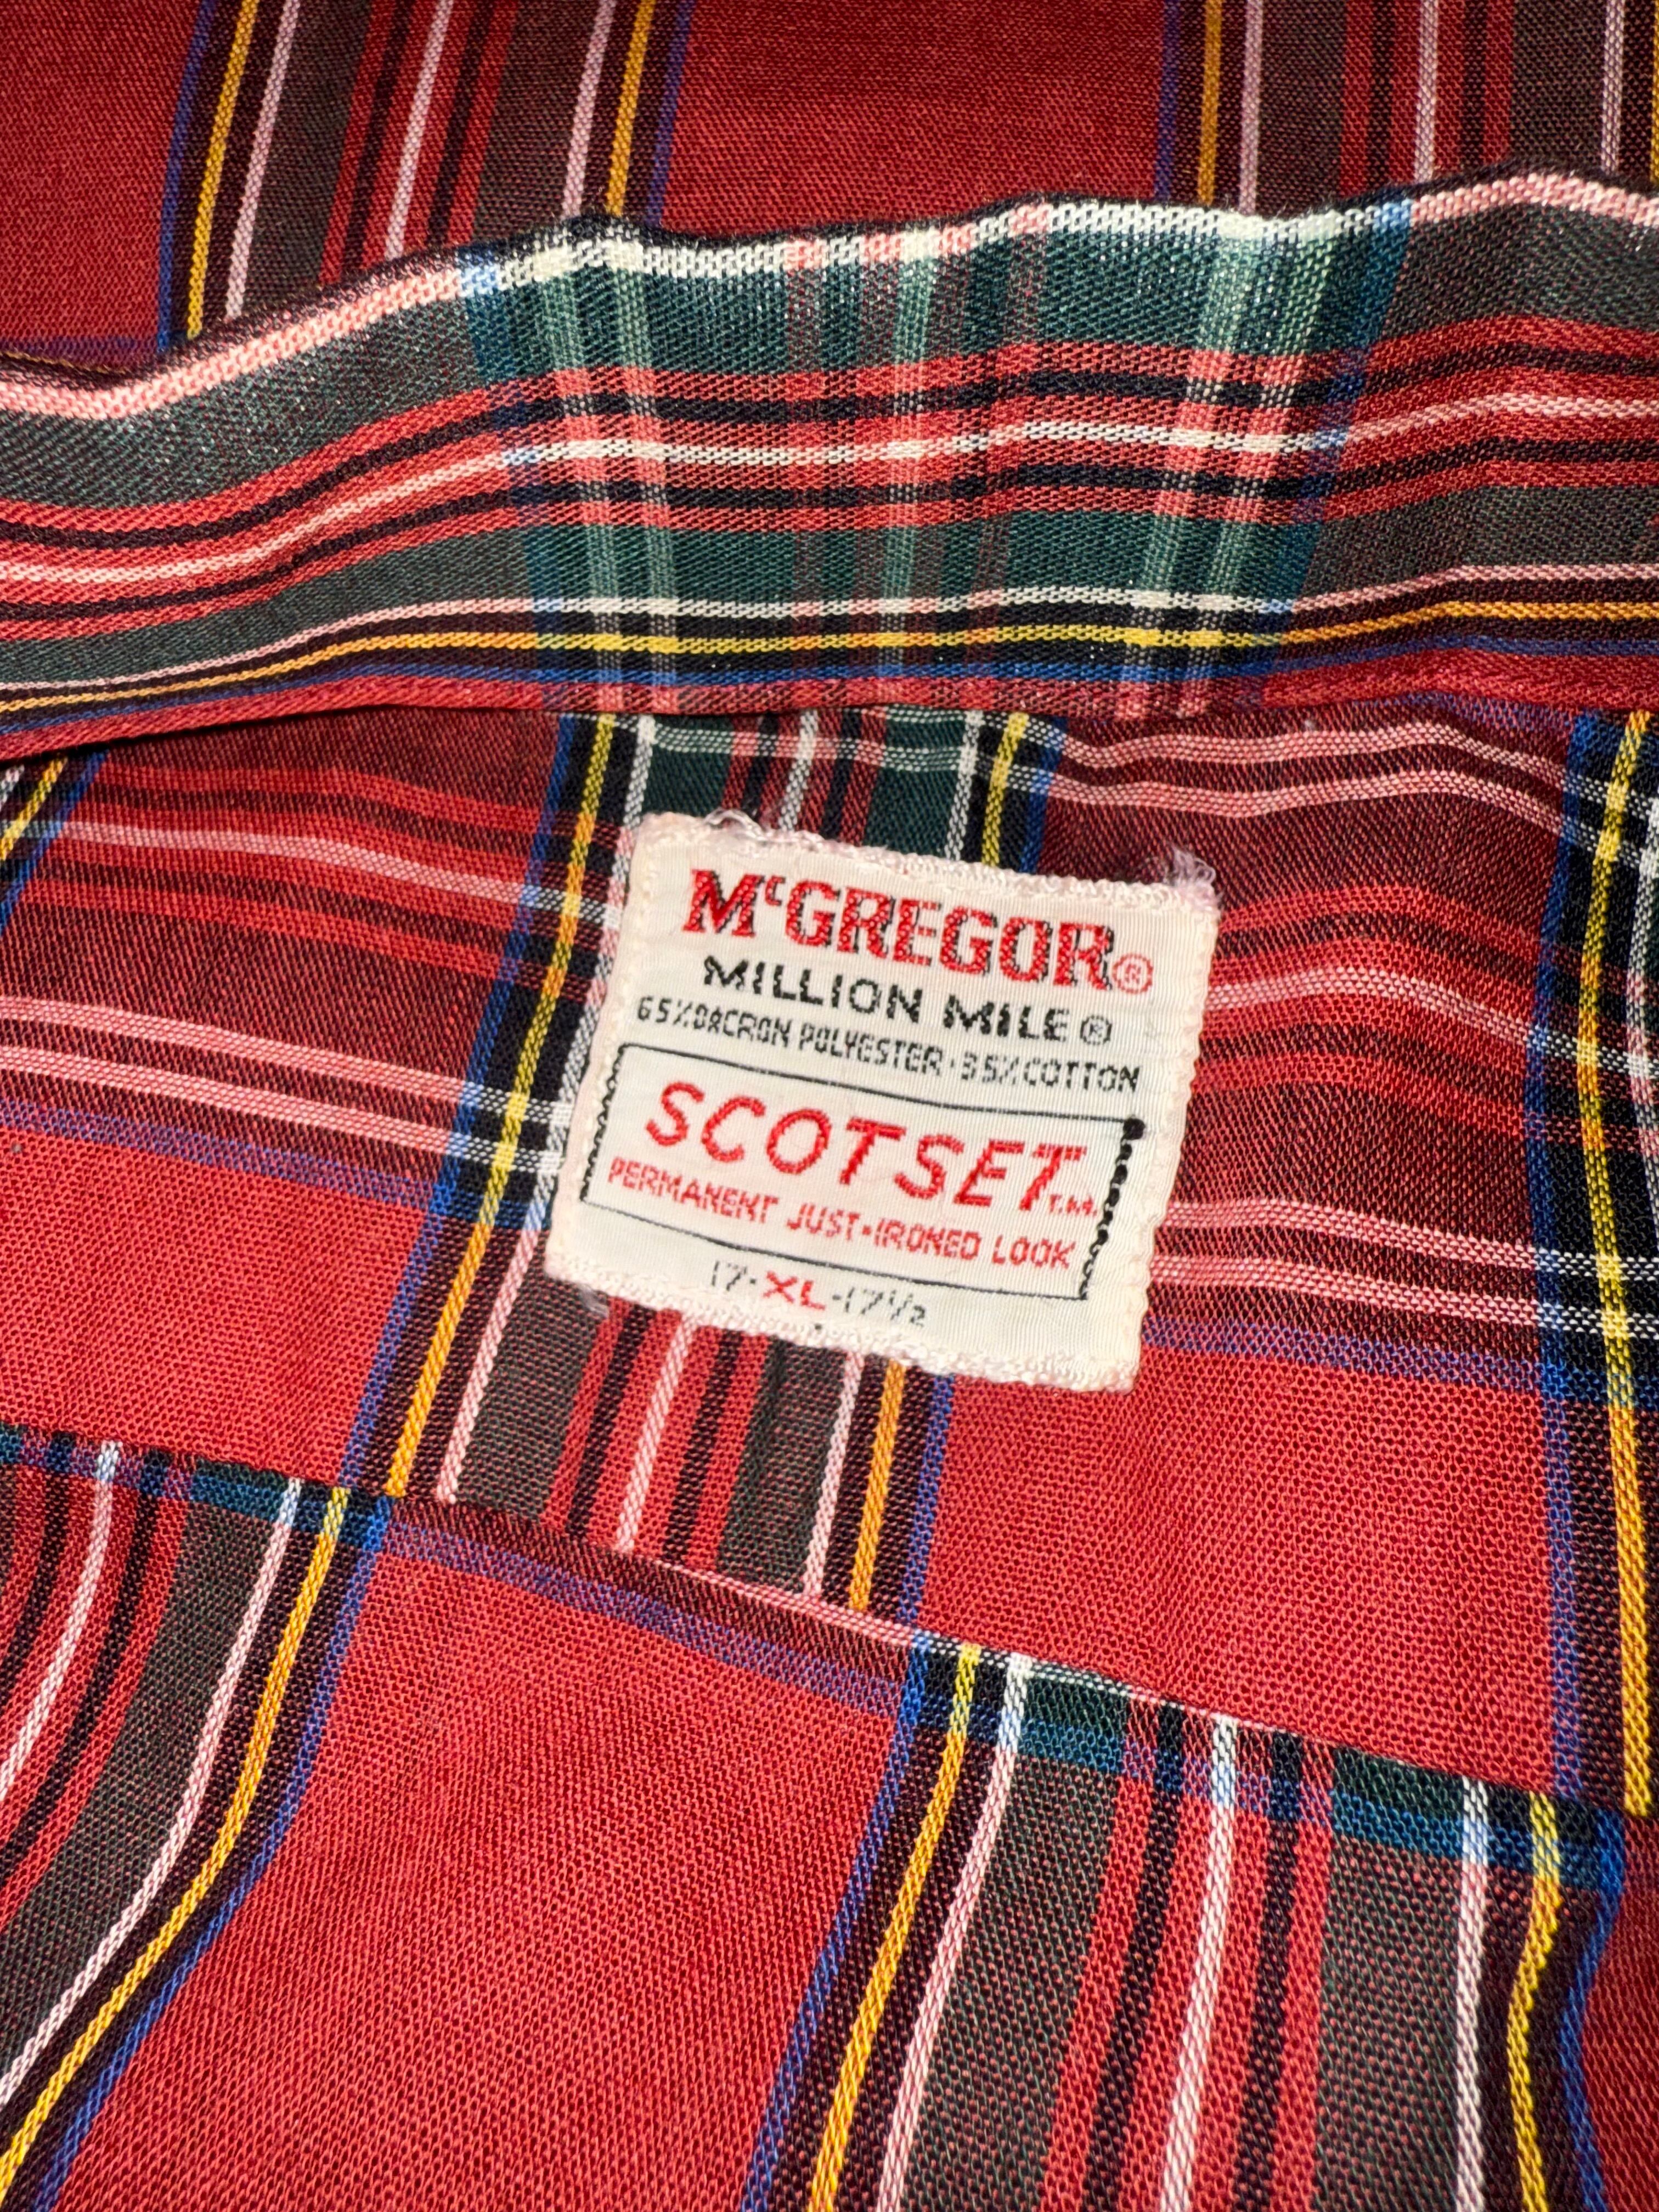 McGREGOR®
MILLION MILE®
65% DACRON POLYESTER · 35% COTTON
SCOTSET T.M.
PERMANENT JUST-IRONED LOOK
17-XL-17½